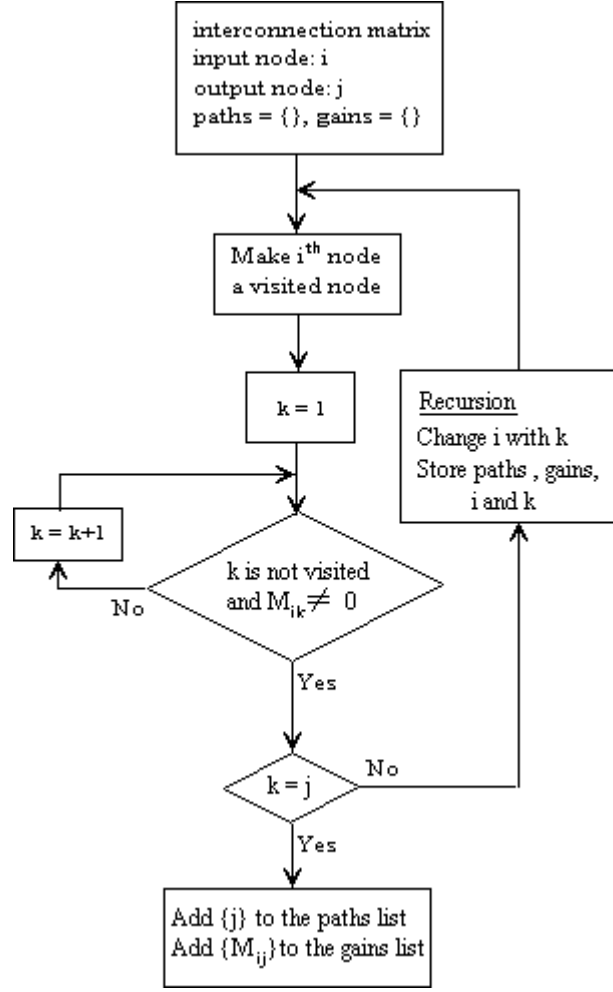 interconnection matrix
input node: i
output node: j
paths = {}, gains = {}
Make iᵗʰ node
a visited node
k = 1
Recursion
Change i with k
Store paths , gains,
i and k
k = k+1
k is not visited
and Mᵢₖ ≠ 0
No
Yes
k = j
No
Yes
Add {j} to the paths list
Add {Mᵢⱼ}to the gains list